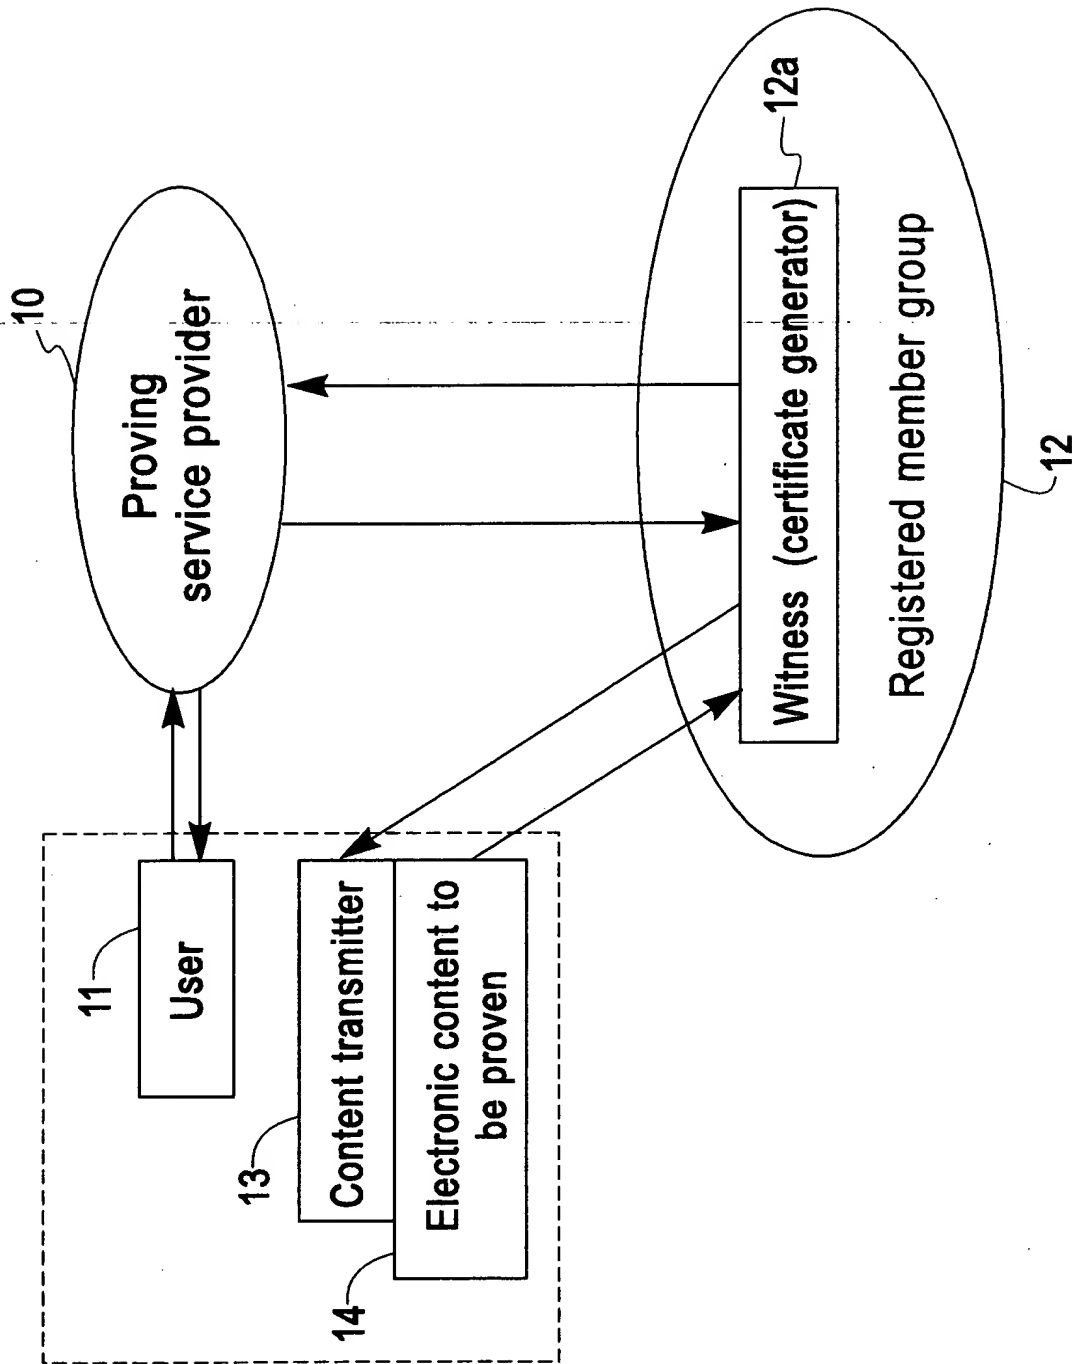 10
Proving
service provider
11
User
13
Content transmitter
14
Electronic content to
be proven
Witness (certificate generator)
12a
Registered member group
12